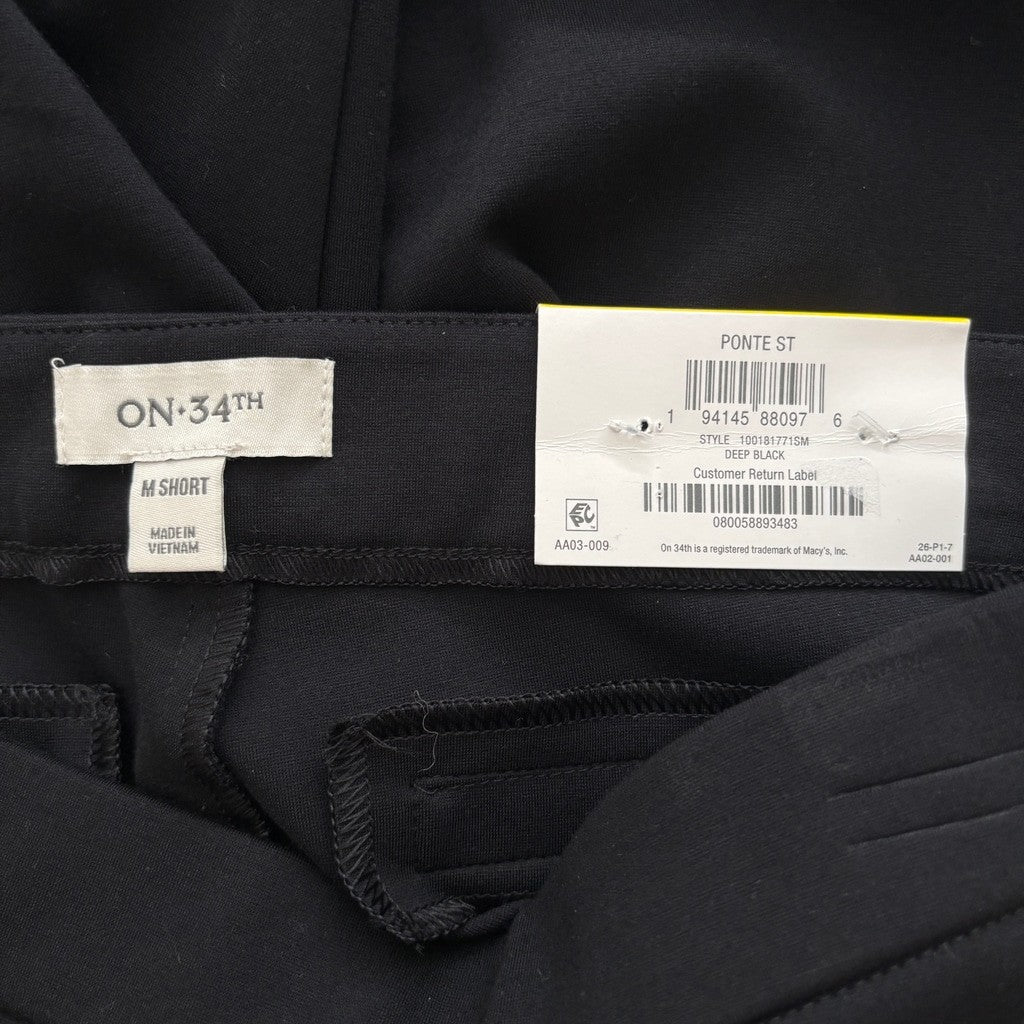 ON·34TH
M SHORT
MADE IN
VIETNAM
PONTE ST
1 94145 88097 6
STYLE 100181771SM
DEEP BLACK
Customer Return Label
080058893483
EPC™
AA03-009
On 34th is a registered trademark of Macy's, Inc.
26-P1-7
AA02-001